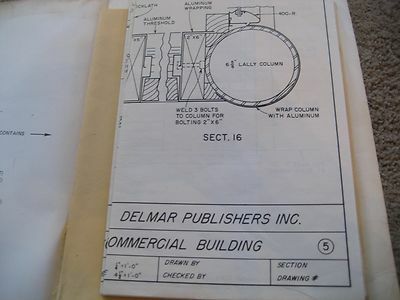 CKLATH
ALUMINUM
WRAPPING
ALUMINUM
THRESHOLD
400-R
2"X6"
6"
LALLY COLUMN
WELD 3 BOLTS
TO COLUMN FOR
BOLTING 2"X6"
WRAP COLUMN
WITH ALUMINUM
SECT. 16
CONTAINS
DELMAR PUBLISHERS INC.
OMMERCIAL BUILDING
5
DRAWN BY
SECTION
CHECKED BY
DRAWING #